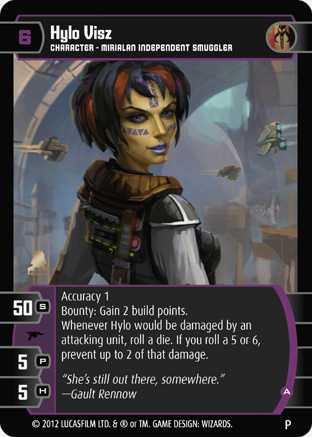 6
Hylo Visz
CHARACTER - MIRIALAN INDEPENDENT SMUGGLER
50 S
5 P
5 H
Accuracy 1
Bounty: Gain 2 build points.
Whenever Hylo would be damaged by an
attacking unit, roll a die. If you roll a 5 or 6,
prevent up to 2 of that damage.
"She's still out there, somewhere."
—Gault Rennow
A
© 2012 LUCASFILM LTD. & ® or TM. GAME DESIGN: WIZARDS.
P